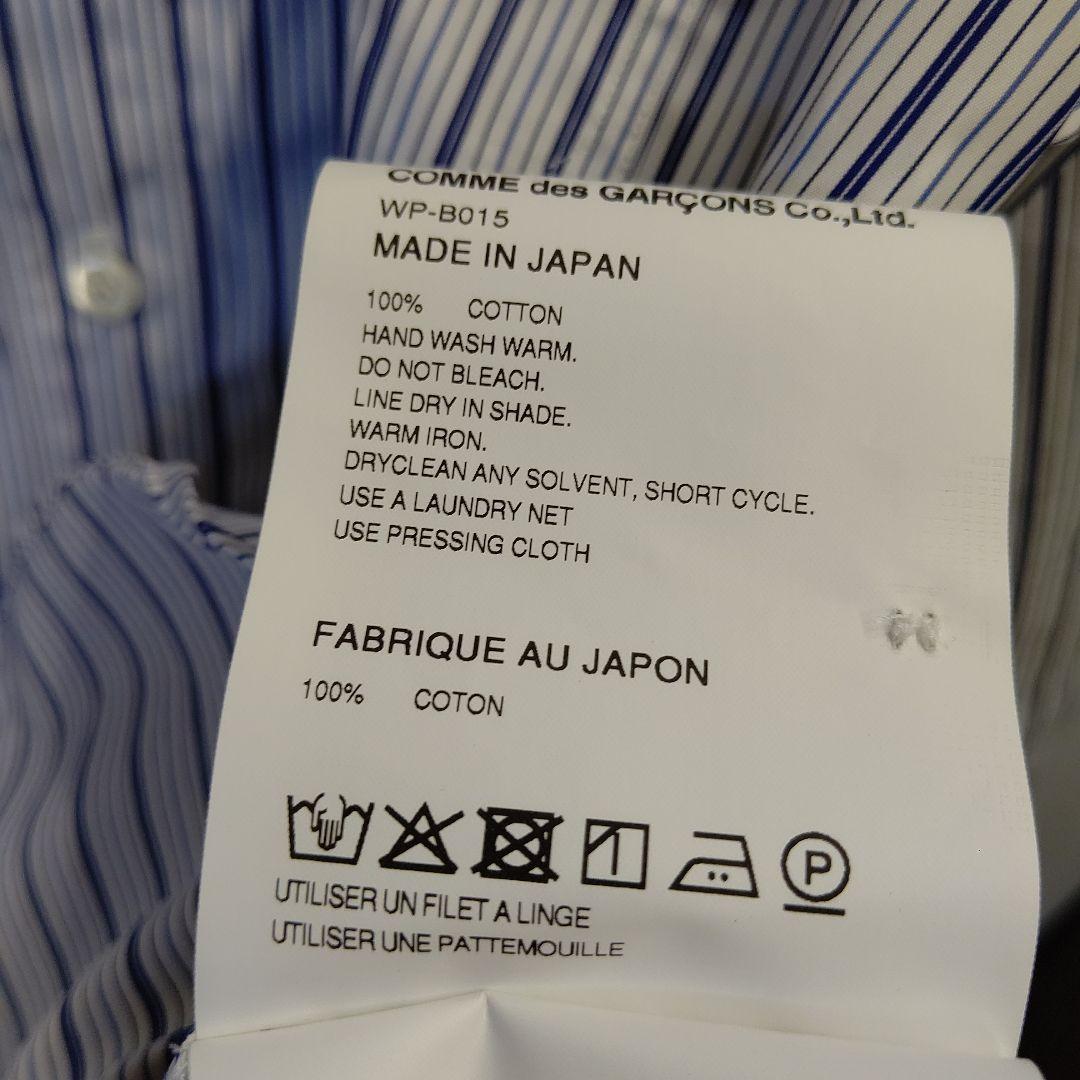 COMME des GARÇONS Co.,Ltd.
WP-B015
MADE IN JAPAN
100% COTTON
HAND WASH WARM.
DO NOT BLEACH.
LINE DRY IN SHADE.
WARM IRON.
DRYCLEAN ANY SOLVENT, SHORT CYCLE.
USE A LAUNDRY NET
USE PRESSING CLOTH
FABRIQUE AU JAPON
100% COTON
P
UTILISER UN FILET A LINGE
UTILISER UNE PATTEMOUILLE